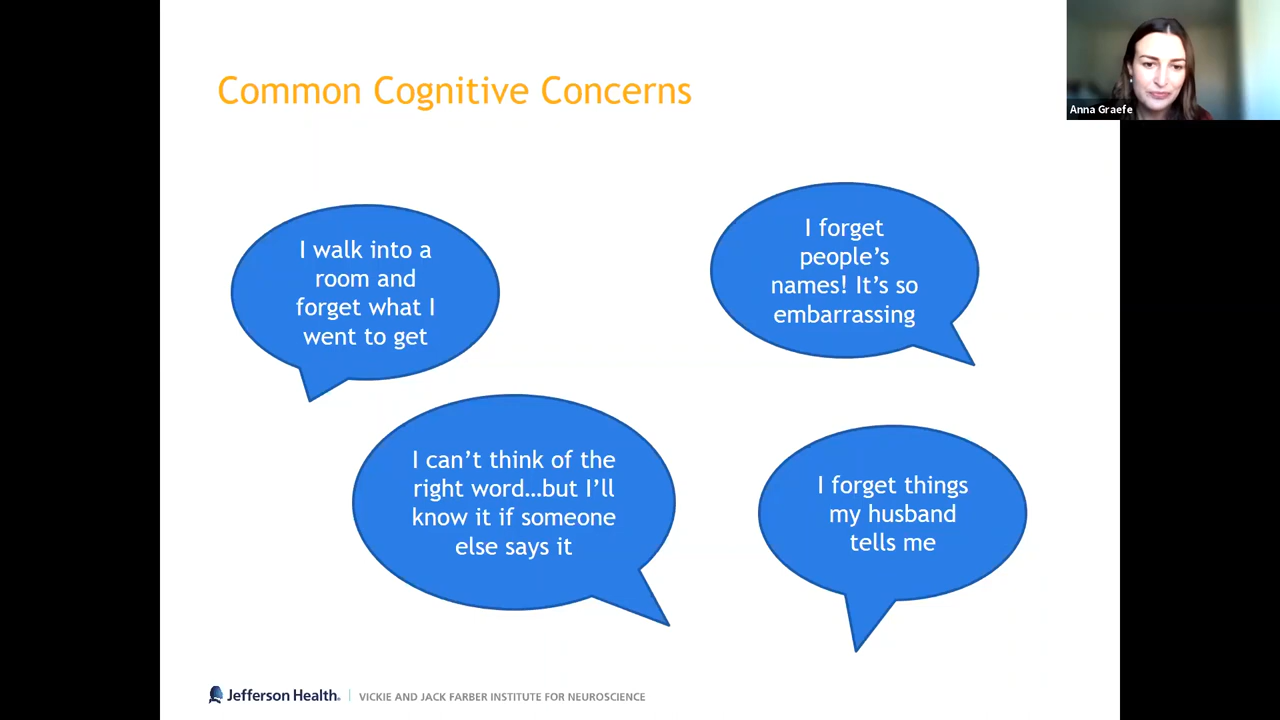 Common Cognitive Concerns
Anna Graefe
I walk into a
room and
forget what I
went to get
I forget
people’s
names! It’s so
embarrassing
I can’t think of the
right word…but I’ll
know it if someone
else says it
I forget things
my husband
tells me
Jefferson Health®
VICKIE AND JACK FARBER INSTITUTE FOR NEUROSCIENCE